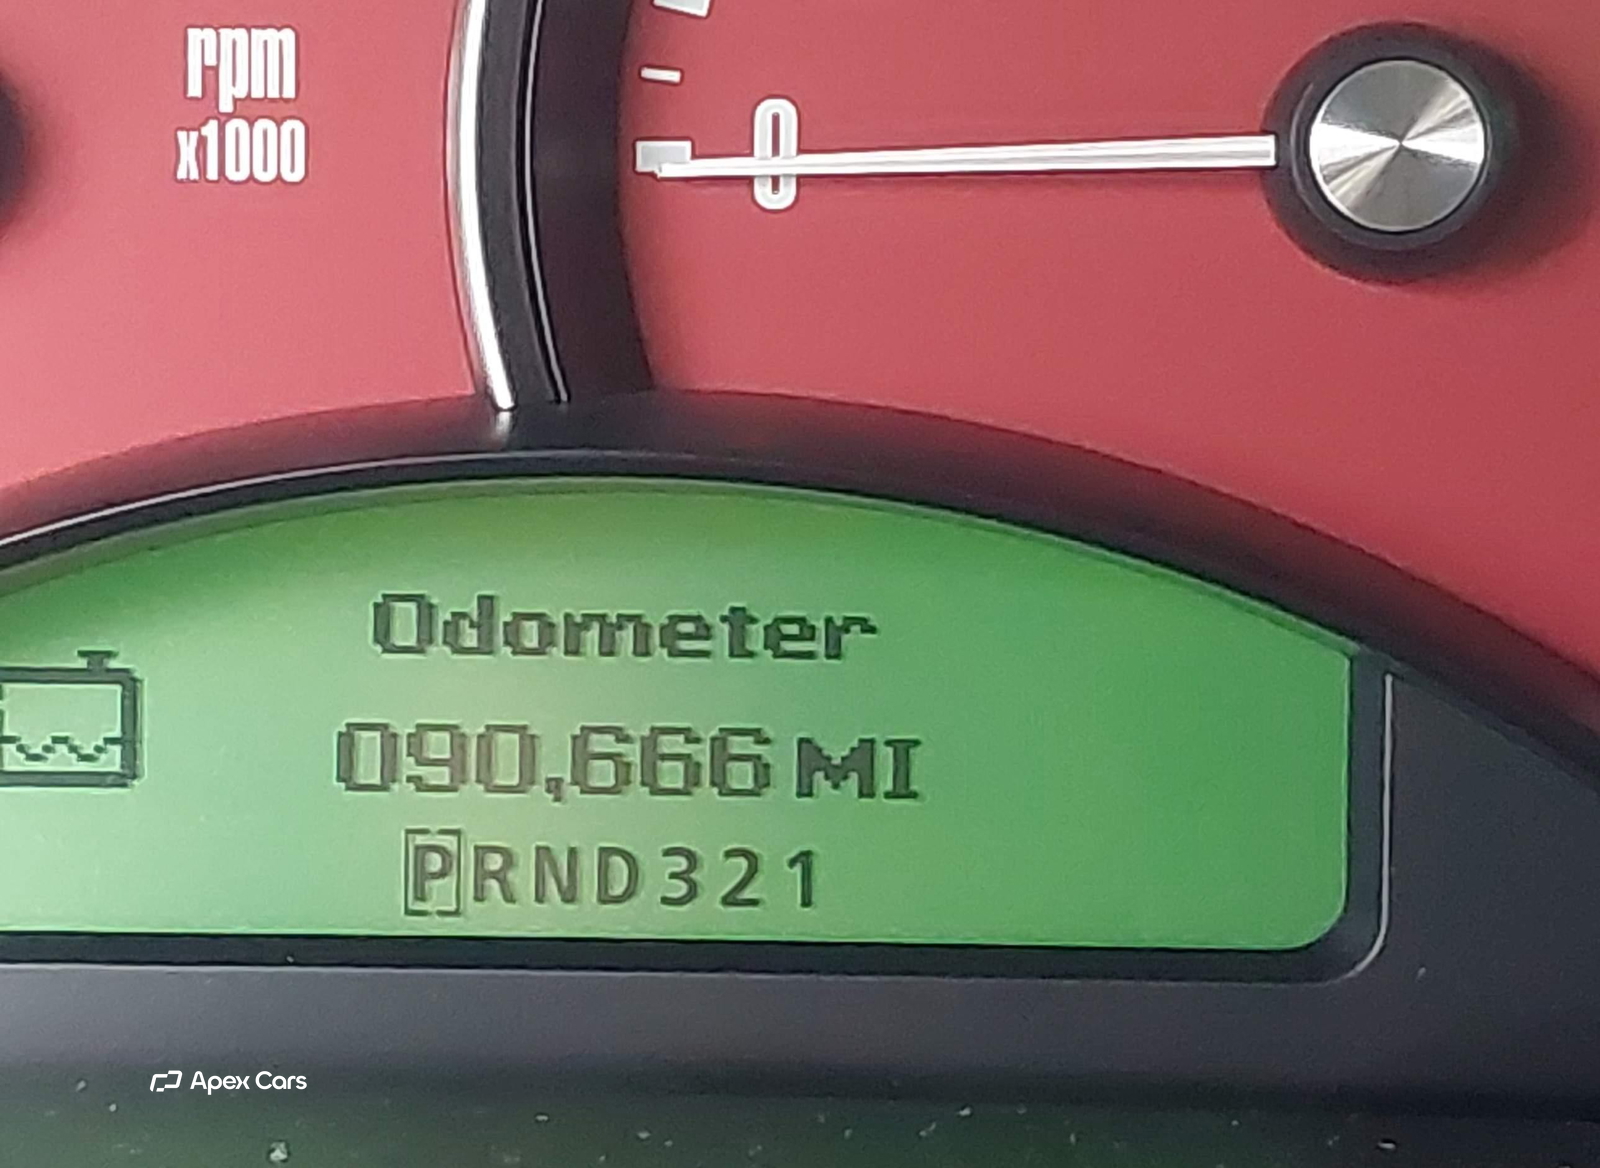 rpm
x1000
0
Odometer
090,666 MI
PRND321
Apex Cars